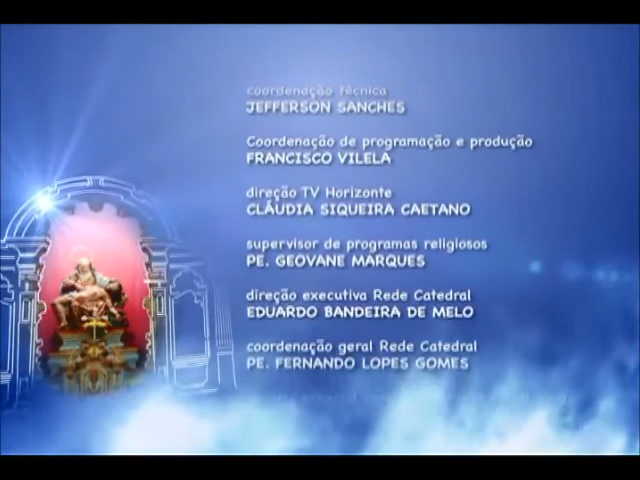 coordenação técnica
JEFFERSON SANCHES
Coordenação de programação e produção
FRANCISCO VILELA
direção TV Horizonte
CLÁUDIA SIQUEIRA CAETANO
supervisor de programas religiosos
PE. GEOVANE MARQUES
direção executiva Rede Catedral
EDUARDO BANDEIRA DE MELO
coordenação geral Rede Catedral
PE. FERNANDO LOPES GOMES